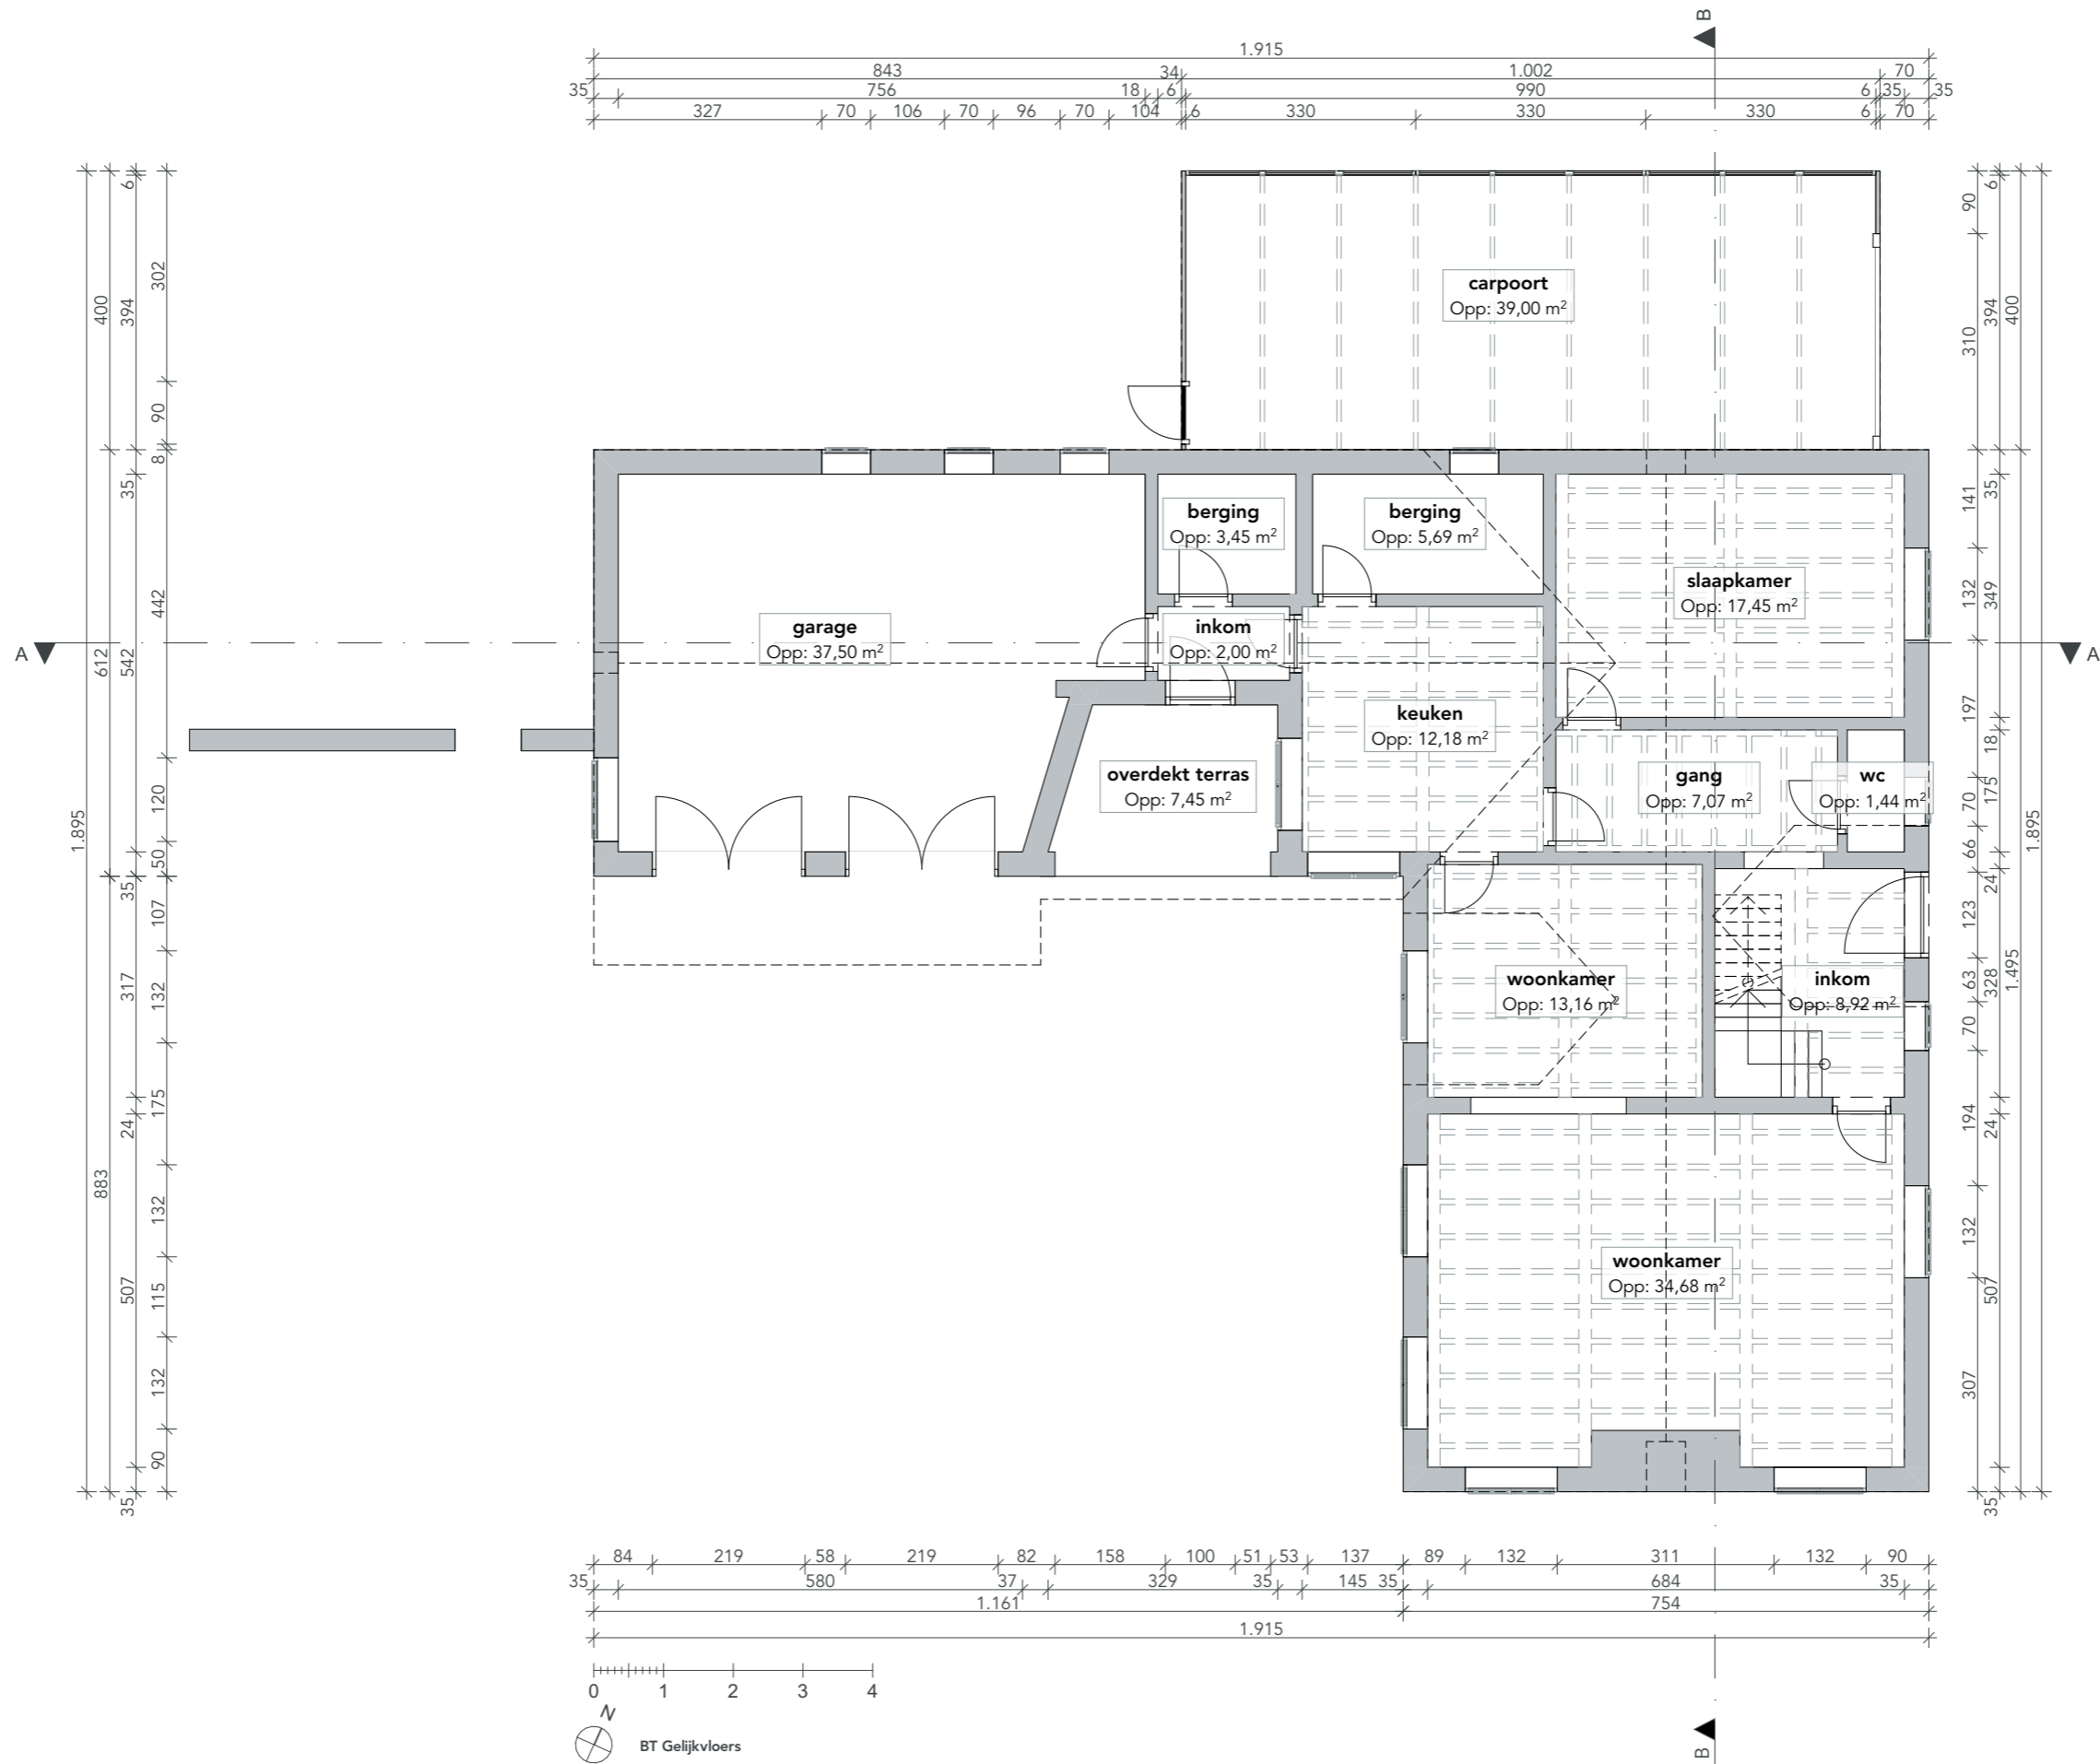 B
1.915
843 34 1.002 70
35 756 18 6 990 6 35 35
327 70 106 70 96 70 104 6 330 330 330 6 70
6
302
400
394
90
8
35
442
612
542
120
1.895
50
35
107
317
132
175
24
883
132
507
115
132
90
35
90
6
310
394
400
141
35
132
349
197
18
70
175
66
24
1.895
123
63
328
1.495
70
194
24
132
507
307
35
carpoort
Opp: 39,00 m²
berging
Opp: 3,45 m²
berging
Opp: 5,69 m²
slaapkamer
Opp: 17,45 m²
garage
Opp: 37,50 m²
inkom
Opp: 2,00 m²
A
A
keuken
Opp: 12,18 m²
overdekt terras
Opp: 7,45 m²
gang
Opp: 7,07 m²
wc
Opp: 1,44 m²
woonkamer
Opp: 13,16 m²
inkom
Opp: 8,92 m²
woonkamer
Opp: 34,68 m²
84 219 58 219 82 158 100 51 53 137 89 132 311 132 90
35 580 37 329 35 145 35 684 35
1.161 754
1.915
0 1 2 3 4
N
BT Gelijkvloers
B